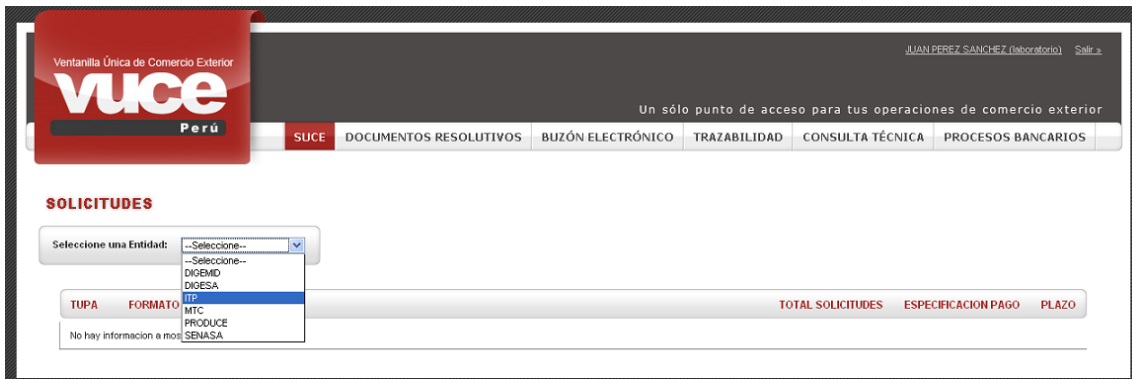 JUAN PEREZ SANCHEZ (laboratorio) Salir »
Ventanilla Única de Comercio Exterior
vuce
Perú
Un sólo punto de acceso para tus operaciones de comercio exterior
SUCE DOCUMENTOS RESOLUTIVOS BUZÓN ELECTRÓNICO TRAZABILIDAD CONSULTA TÉCNICA PROCESOS BANCARIOS
SOLICITUDES
Seleccione una Entidad: --Seleccione--
--Seleccione--
DIGEMID
DIGESA
ITP
MTC
PRODUCE
SENASA
TUPA FORMATO TOTAL SOLICITUDES ESPECIFICACION PAGO PLAZO
No hay informacion a mos